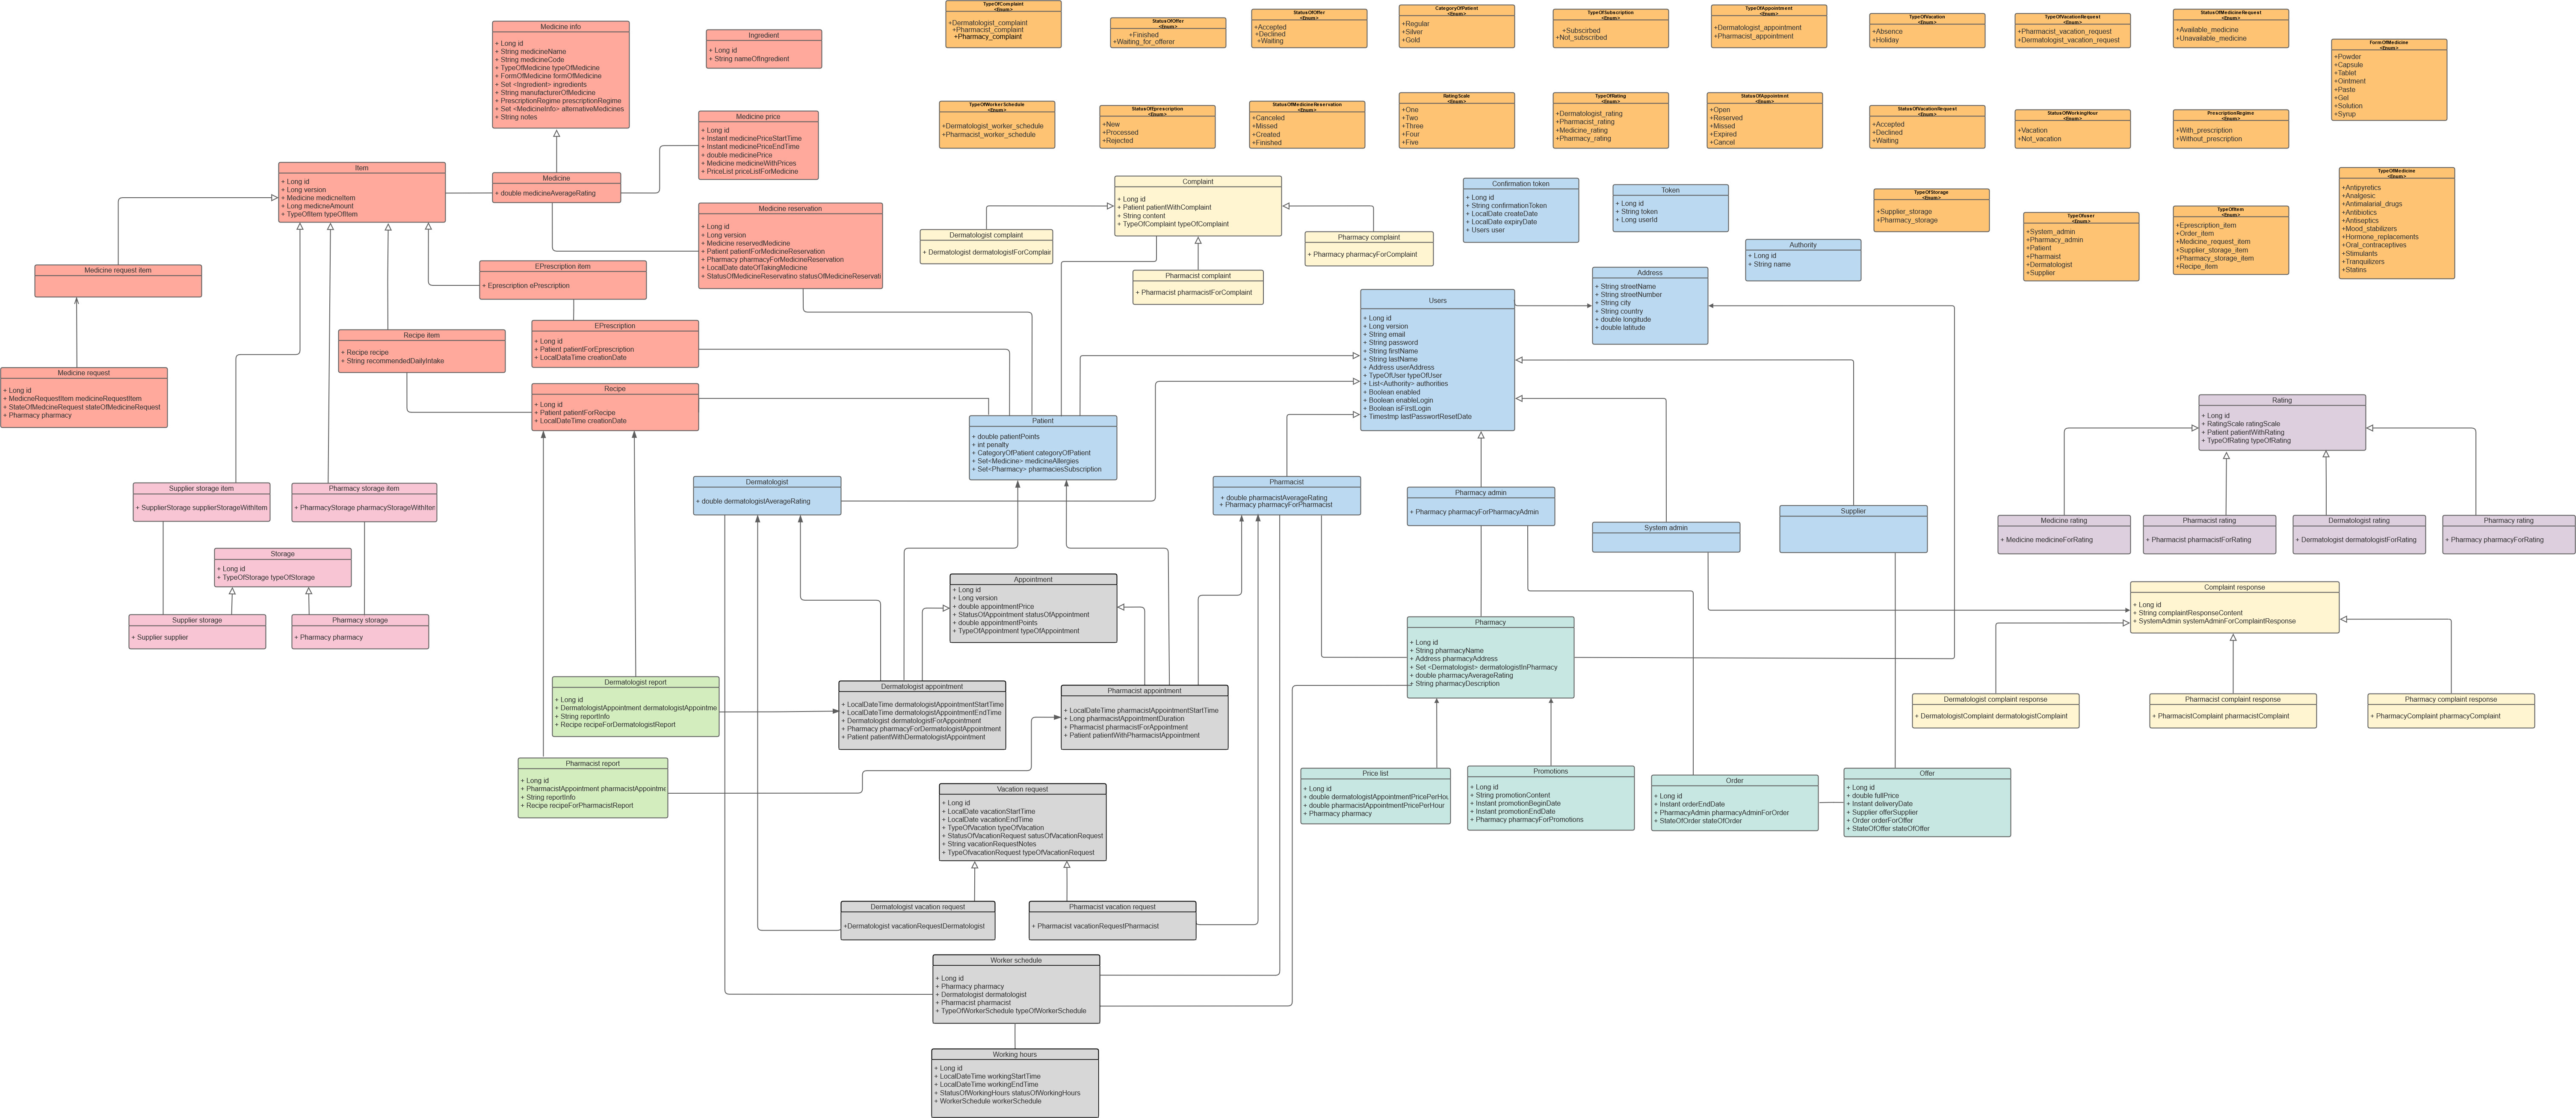 Medicine info
+ Long id
+ String medicineName
+ String medicineCode
+ TypeOfMedicine typeOfMedicine
+ FormOfMedicine formOfMedicine
+ Set <Ingredient> ingredients
+ String manufacturerOfMedicine
+ PrescriptionRegime prescriptionRegime
+ Set <MedicineInfo> alternativeMedicines
+ String notes
Ingredient
+ Long id
+ String nameOfIngredient
Medicine price
+ Long id
+ Instant medicinePriceStartTime
+ Instant medicinePriceEndTime
+ double medicinePrice
+ Medicine medicineWithPrices
+ PriceList priceListForMedicine
Item
+ Long id
+ Long version
+ Medicine medicineItem
+ Long medicineAmount
+ TypeOfItem typeOfItem
Medicine
+ double medicineAverageRating
Medicine reservation
+ Long id
+ Long version
+ Medicine reservedMedicine
+ Patient patientForMedicineReservation
+ Pharmacy pharmacyForMedicineReservation
+ LocalDate dateOfTakingMedicine
+ StatusOfMedicineReservatino statusOfMedicineReservati
Medicine request item
EPrescription item
+ Eprescription ePrescription
Recipe item
+ Recipe recipe
+ String recommendedDailyIntake
EPrescription
+ Long id
+ Patient patientForEprescription
+ LocalDataTime creationDate
Medicine request
+ Long id
+ MedicneRequestItem medicineRequestItem
+ StateOfMedcineRequest stateOfMedicineRequest
+ Pharmacy pharmacy
Recipe
+ Long id
+ Patient patientForRecipe
+ LocalDateTime creationDate
Supplier storage item
+ SupplierStorage supplierStorageWithItem
Pharmacy storage item
+ PharmacyStorage pharmacyStorageWithIter
Storage
+ Long id
+ TypeOfStorage typeOfStorage
Supplier storage
+ Supplier supplier
Pharmacy storage
+ Pharmacy pharmacy
Dermatologist report
+ Long id
+ DermatologistAppointment dermatologistAppointme
+ String reportInfo
+ Recipe recipeForDermatologistReport
Pharmacist report
+ Long id
+ PharmacistAppointment pharmacistAppointme
+ String reportInfo
+ Recipe recipeForPharmacistReport
TypeOfComplaint
<Enum>
+Dermatologist_complaint
+Pharmacist_complaint
+Pharmacy_complaint
StatusOfOffer
<Enum>
+Finished
+Waiting_for_offerer
StatusOfOffer
<Enum>
+Accepted
+Declined
+Waiting
CategoryOfPatient
<Enum>
+Regular
+Silver
+Gold
TypeOfSubscription
<Enum>
+Subscirbed
+Not_subscribed
TypeOfAppointment
<Enum>
+Dermatologist_appointment
+Pharmacist_appointment
TypeOfVacation
<Enum>
+Absence
+Holiday
TypeOfVacationRequest
<Enum>
+Pharmacist_vacation_request
+Dermatologist_vacation_request
StatusOfMedicineRequest
<Enum>
+Available_medicine
+Unavailable_medicine
FormOfMedicine
<Enum>
+Powder
+Capsule
+Tablet
+Ointment
+Paste
+Gel
+Solution
+Syrup
TypeOfWorkerSchedule
<Enum>
+Dermatologist_worker_schedule
+Pharmacist_worker_schedule
StatusOfEprescription
<Enum>
+New
+Processed
+Rejected
StatusOfMedicineReservation
<Enum>
+Canceled
+Missed
+Created
+Finished
RatingScale
<Enum>
+One
+Two
+Three
+Four
+Five
TypeOfRating
<Enum>
+Dermatologist_rating
+Pharmacist_rating
+Medicine_rating
+Pharmacy_rating
StatusOfAppointmnt
<Enum>
+Open
+Reserved
+Missed
+Expired
+Cancel
StatusOfVacationRequest
<Enum>
+Accepted
+Declined
+Waiting
StatusOfWorkingHour
<Enum>
+Vacation
+Not_vacation
PrescriptionRegime
<Enum>
+With_prescription
+Without_prescription
TypeOfStorage
<Enum>
+Supplier_storage
+Pharmacy_storage
Typeofuser
<Enum>
+System_admin
+Pharmacy_admin
+Patient
+Pharmaist
+Dermatologist
+Supplier
TypeOfItem
<Enum>
+Eprescription_item
+Order_item
+Medicine_request_item
+Supplier_storage_item
+Pharmacy_storage_item
+Recipe_item
TypeOfMedicine
<Enum>
+Antipyretics
+Analgesic
+Antimalarial_drugs
+Antibiotics
+Antiseptics
+Mood_stabilizers
+Hormone_replacements
+Oral_contraceptives
+Stimulants
+Tranquilizers
+Statins
Complaint
+ Long id
+ Patient patientWithComplaint
+ String content
+ TypeOfComplaint typeOfComplaint
Dermatologist complaint
+ Dermatologist dermatologistForComplair
Pharmacist complaint
+ Pharmacist pharmacistForComplaint
Pharmacy complaint
+ Pharmacy pharmacyForComplaint
Confirmation token
+ Long id
+ String confirmationToken
+ LocalDate createDate
+ LocalDate expiryDate
+ Users user
Token
+ Long id
+ String token
+ Long userId
Authority
+ Long id
+ String name
Address
+ String streetName
+ String streetNumber
+ String city
+ String country
+ double longitude
+ double latitude
Users
+ Long id
+ Long version
+ String email
+ String password
+ String firstName
+ String lastName
+ Address userAddress
+ TypeOfUser typeOfUser
+ List<Authority> authorities
+ Boolean enabled
+ Boolean enableLogin
+ Boolean isFirstLogin
+ Timestmp lastPasswortResetDate
Patient
+ double patientPoints
+ int penalty
+ CategoryOfPatient categoryOfPatient
+ Set<Medicine> medicineAllergies
+ Set<Pharmacy> pharmaciesSubscription
Dermatologist
+ double dermatologistAverageRating
Pharmacist
+ double pharmacistAverageRating
+ Pharmacy pharmacyForPharmacist
Pharmacy admin
+ Pharmacy pharmacyForPharmacyAdmin
System admin
Supplier
Rating
+ Long id
+ RatingScale ratingScale
+ Patient patientWithRating
+ TypeOfRating typeOfRating
Medicine rating
+ Medicine medicineForRating
Pharmacist rating
+ Pharmacist pharmacistForRating
Dermatologist rating
+ Dermatologist dermatologistForRating
Pharmacy rating
+ Pharmacy pharmacyForRating
Appointment
+ Long id
+ Long version
+ double appointmentPrice
+ StatusOfAppointment statusOfAppointment
+ double appointmentPoints
+ TypeOfAppointment typeOfAppointment
Dermatologist appointment
+ LocalDateTime dermatologistAppointmentStartTime
+ LocalDateTime dermatologistAppointmentEndTime
+ Dermatologist dermatologistForAppointment
+ Pharmacy pharmacyForDermatologistAppointment
+ Patient patientWithDermatologistAppointment
Pharmacist appointment
+ LocalDateTime pharmacistAppointmentStartTime
+ Long pharmacistAppointmentDuration
+ Pharmacist pharmacistForAppointment
+ Patient patientWithPharmacistAppointment
Pharmacy
+ Long id
+ String pharmacyName
+ Address pharmacyAddress
+ Set <Dermatologist> dermatologistInPharmacy
+ double pharmacyAverageRating
+ String pharmacyDescription
Complaint response
+ Long id
+ String complaintResponseContent
+ SystemAdmin systemAdminForComplaintResponse
Dermatologist complaint response
+ DermatologistComplaint dermatologistComplaint
Pharmacist complaint response
+ PharmacistComplaint pharmacistComplaint
Pharmacy complaint response
+ PharmacyComplaint pharmacyComplaint
Price list
+ Long id
+ double dermatologistAppointmentPricePerHou
+ double pharmacistAppointmentPricePerHour
+ Pharmacy pharmacy
Promotions
+ Long id
+ String promotionContent
+ Instant promotionBeginDate
+ Instant promotionEndDate
+ Pharmacy pharmacyForPromotions
Order
+ Long id
+ Instant orderEndDate
+ PharmacyAdmin pharmacyAdminForOrder
+ StateOfOrder stateOfOrder
Offer
+ Long id
+ double fullPrice
+ Instant deliveryDate
+ Supplier offerSupplier
+ Order orderForOffer
+ StateOfOffer stateOfOffer
Vacation request
+ Long id
+ LocalDate vacationStartTime
+ LocalDate vacationEndTime
+ TypeOfVacation typeOfVacation
+ StatusOfVacationRequest satusOfVacationRequest
+ String vacationRequestNotes
+ TypeOfvacationRequest typeOfVacationRequest
Dermatologist vacation request
+Dermatologist vacationRequestDermatologist
Pharmacist vacation request
+ Pharmacist vacationRequestPharmacist
Worker schedule
+ Long id
+ Pharmacy pharmacy
+ Dermatologist dermatologist
+ Pharmacist pharmacist
+ TypeOfWorkerSchedule typeOfWorkerSchedule
Working hours
+ Long id
+ LocalDateTime workingStartTime
+ LocalDateTime workingEndTime
+ StatusOfWorkingHours statusOfWorkingHours
+ WorkerSchedule workerSchedule